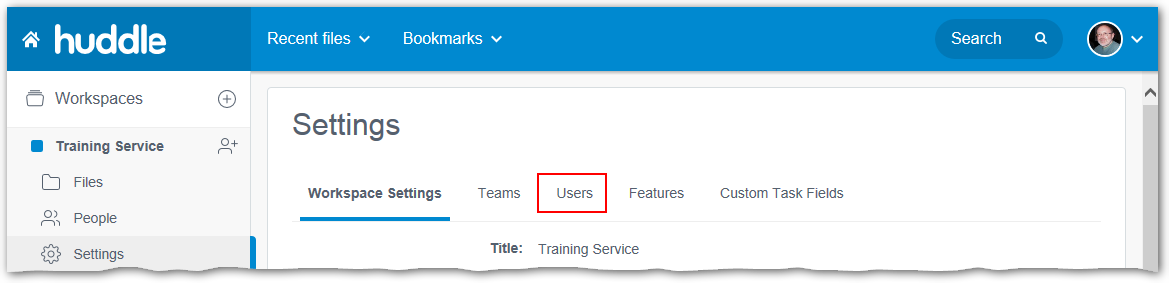 huddle
Recent files
Bookmarks
Search
Workspaces
Training Service
Files
People
Settings
Settings
Workspace Settings Teams Users Features Custom Task Fields
Title: Training Service